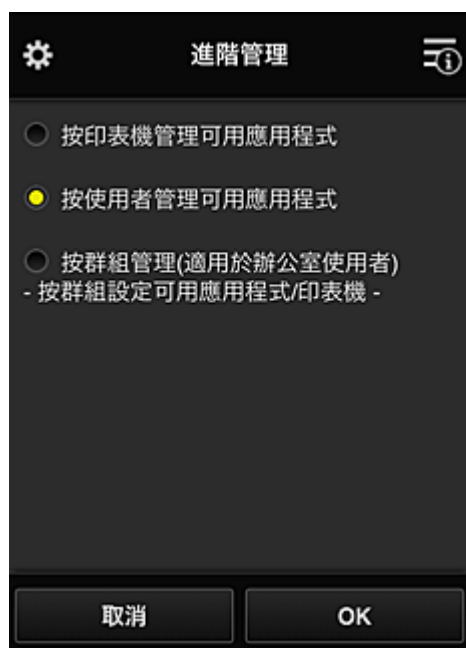 進階管理
按印表機管理可用應用程式
按使用者管理可用應用程式
按群組管理(適用於辦公室使用者)
- 按群組設定可用應用程式/印表機 -
取消
OK